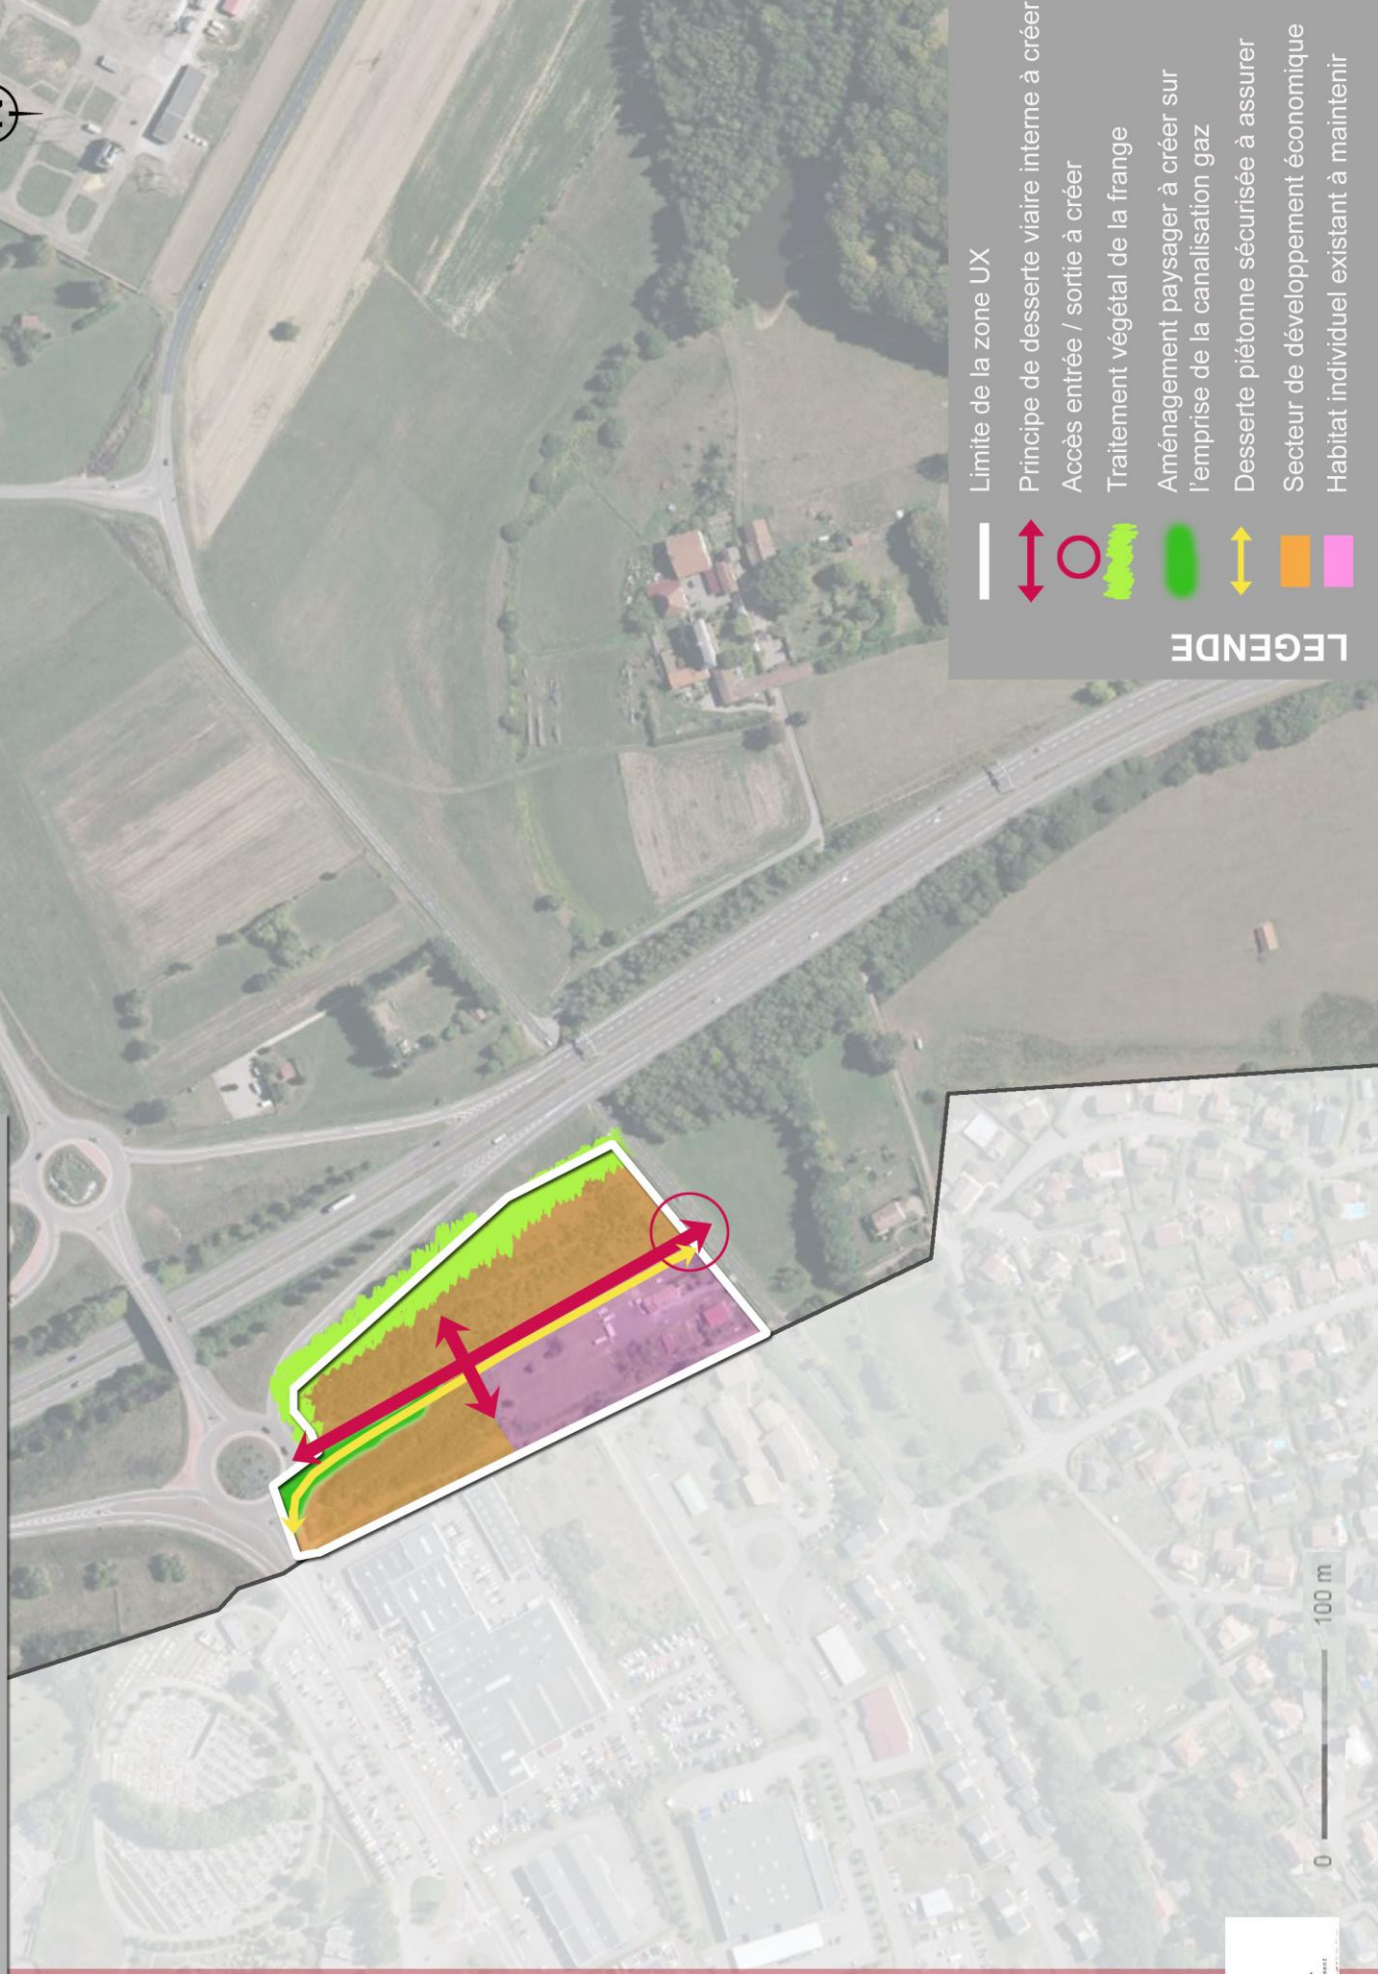 LEGENDE
Limite de la zone UX
Principe de desserte viaire interne à créer
Accès entrée / sortie à créer
Traitement végétal de la frange
Aménagement paysager à créer sur
l'emprise de la canalisation gaz
Desserte piétonne sécurisée à assurer
Secteur de développement économique
Habitat individuel existant à maintenir
0 100 m